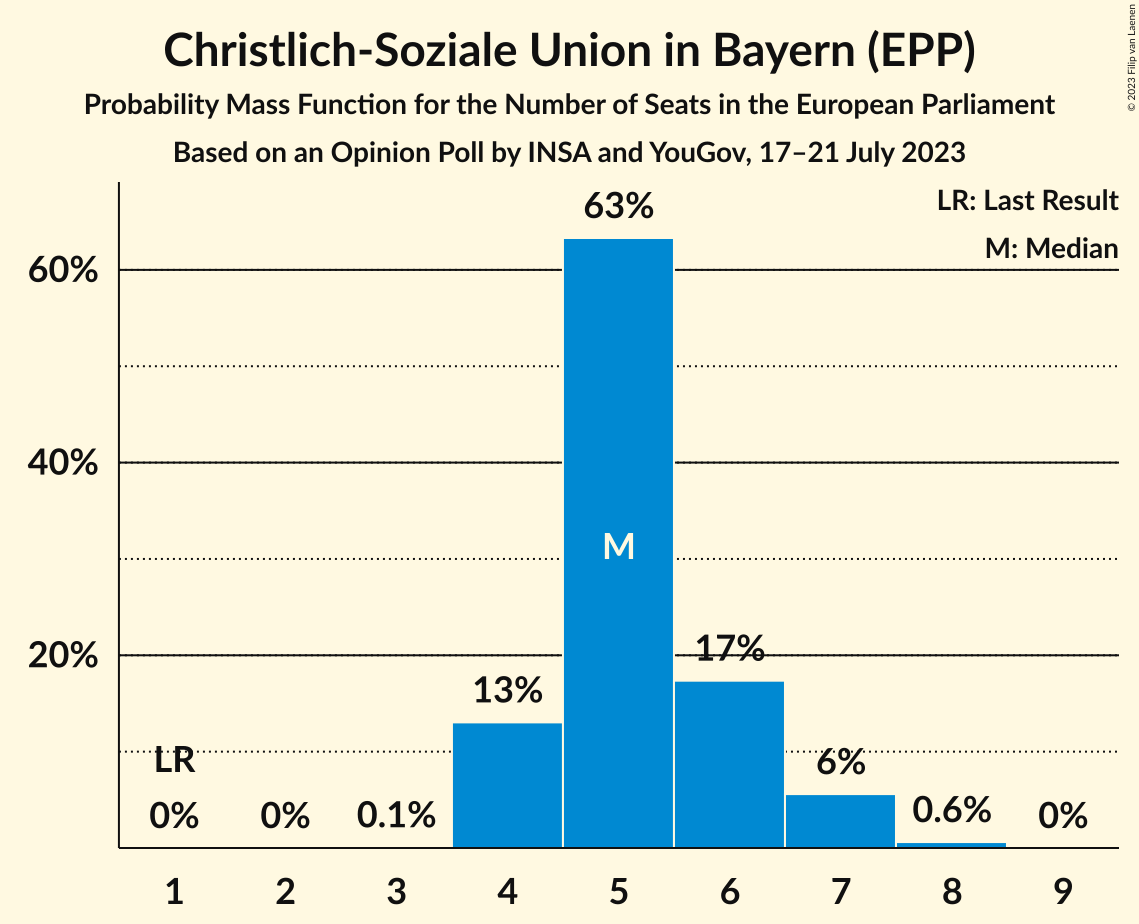 Christlich-Soziale Union in Bayern (EPP)
Probability Mass Function for the Number of Seats in the European Parliament
Based on an Opinion Poll by INSA and YouGov, 17–21 July 2023
© 2023 Filip van Laenen
LR: Last Result
M: Median
60%
40%
20%
LR
M
0%
0%
0.1%
13%
63%
17%
6%
0.6%
0%
1 2 3 4 5 6 7 8 9